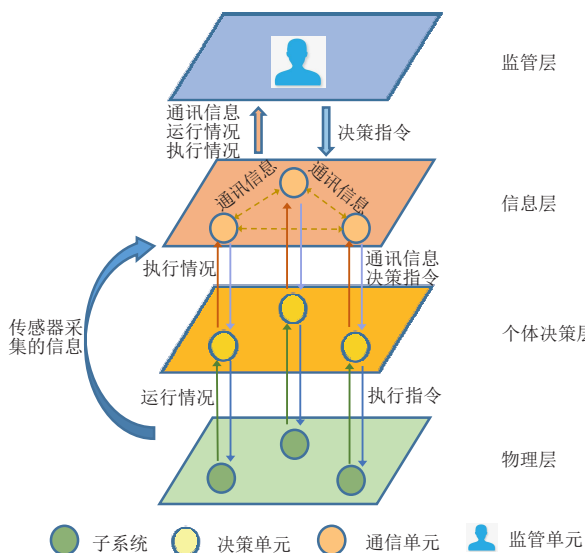 监管层
通讯信息
运行情况
执行情况
决策指令
通讯信息
通讯信息
信息层
执行情况
通讯信息
决策指令
传感器采
集的信息
个体决策层
运行情况
执行指令
物理层
子系统
决策单元
通信单元
监管单元